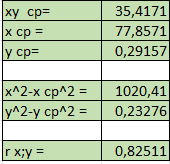 xy  cp= 35,4171
x cp = 77,8571
y cp= 0,29157
x^2-x cp^2 = 1020,41
y^2-y cp^2 = 0,23276
r x;y = 0,82511